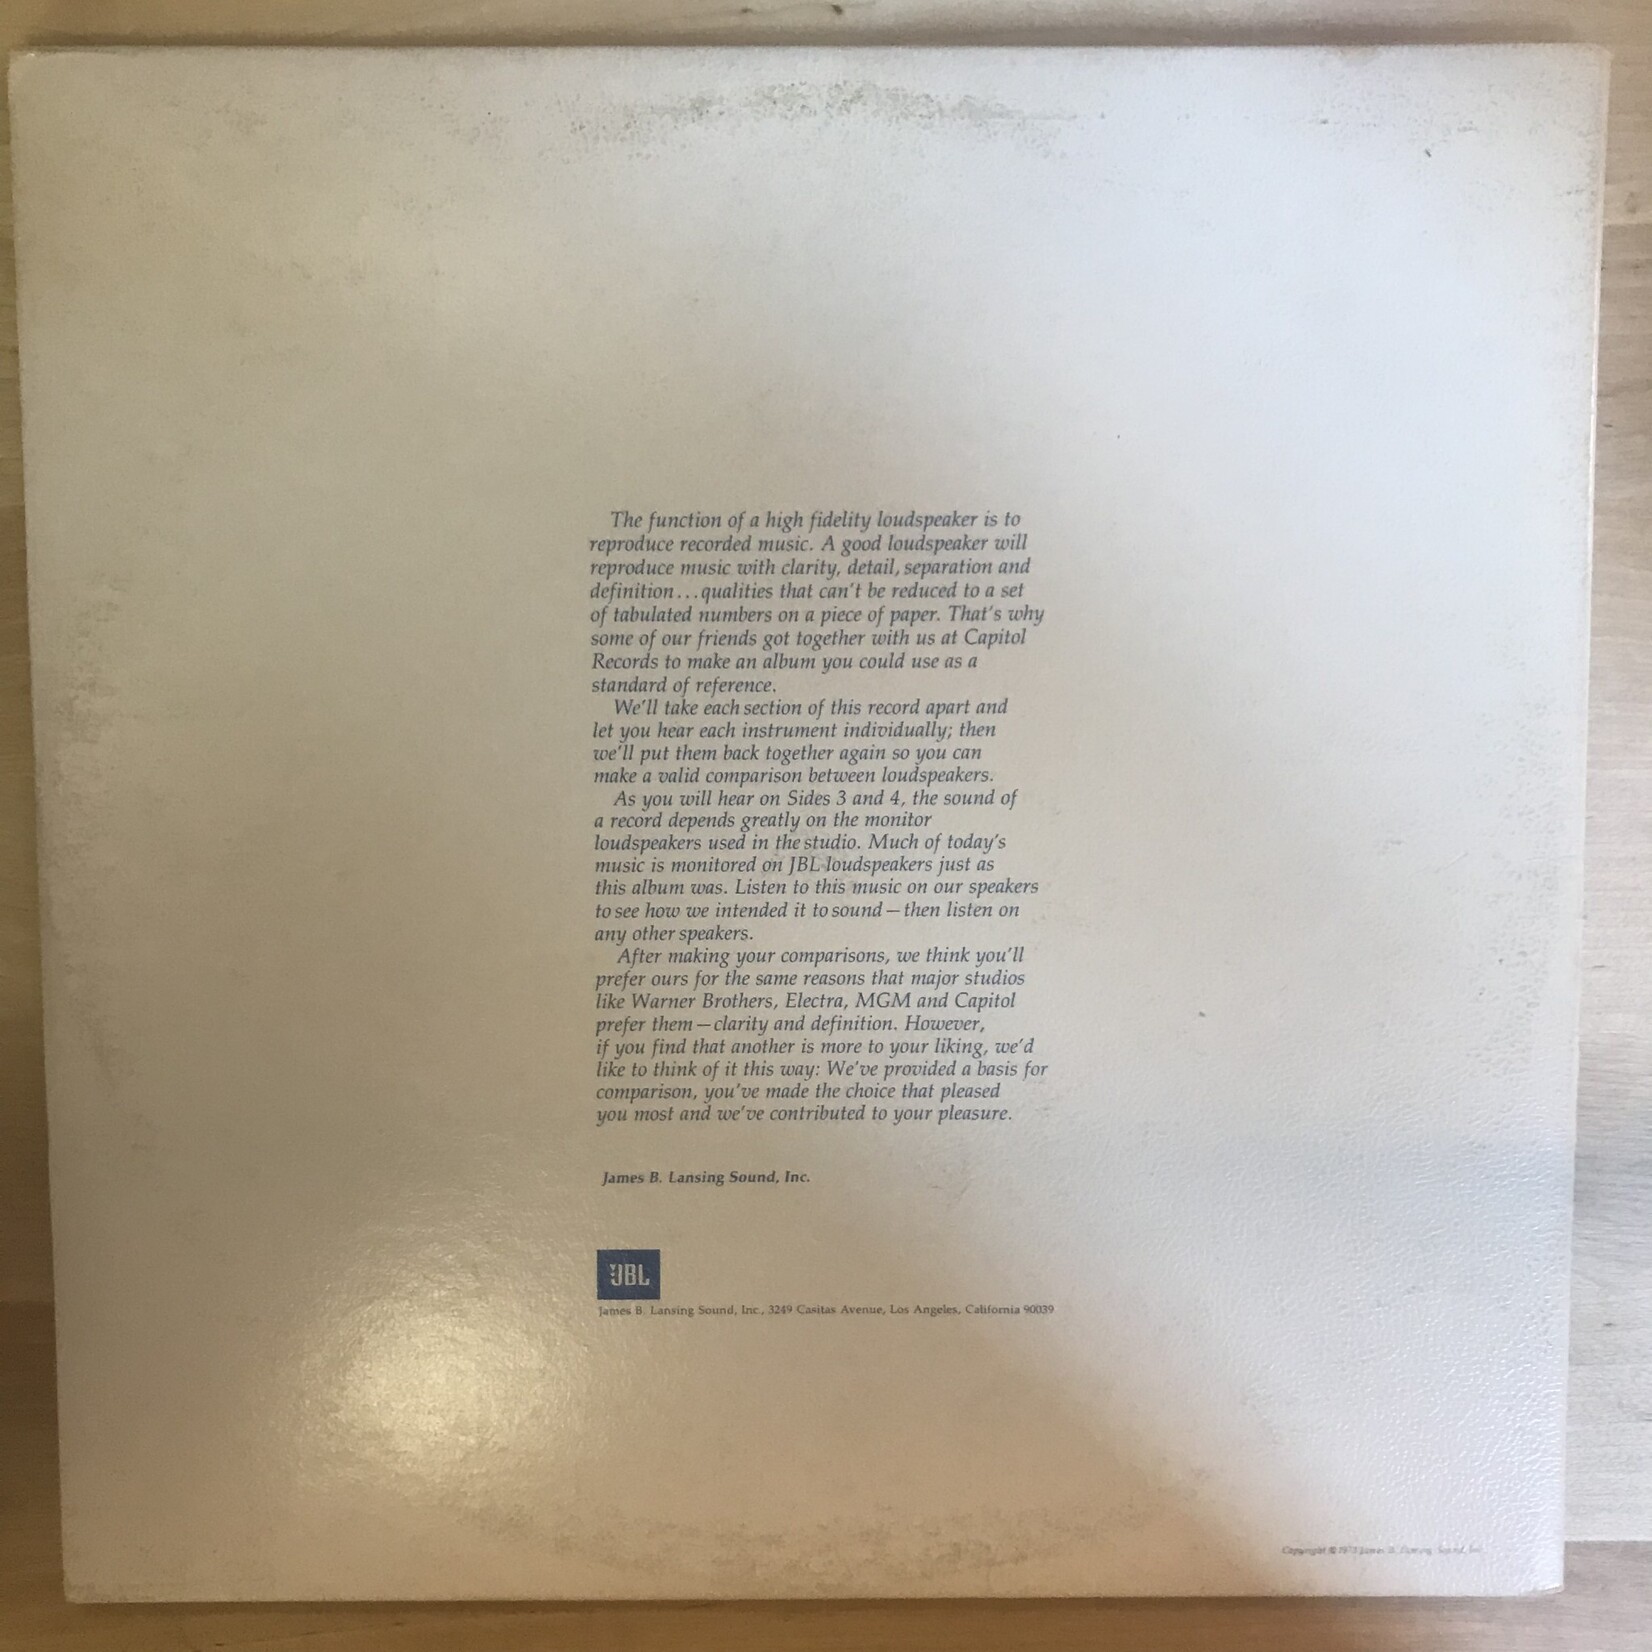 The function of a high fidelity loudspeaker is to
reproduce recorded music. A good loudspeaker will
reproduce music with clarity, detail, separation and
definition...qualities that can't be reduced to a set
of tabulated numbers on a piece of paper. That's why
some of our friends got together with us at Capitol
Records to make an album you could use as a
standard of reference.
We'll take each section of this record apart and
let you hear each instrument individually; then
we'll put them back together again so you can
make a valid comparison between loudspeakers.
As you will hear on Sides 3 and 4, the sound of
a record depends greatly on the monitor
loudspeakers used in the studio. Much of today's
music is monitored on JBL loudspeakers just as
this album was. Listen to this music on our speakers
to see how we intended it to sound—then listen on
any other speakers.
After making your comparisons, we think you'll
prefer ours for the same reasons that major studios
like Warner Brothers, Electra, MGM and Capitol
prefer them—clarity and definition. However,
if you find that another is more to your liking, we'd
like to think of it this way: We've provided a basis for
comparison, you've made the choice that pleased
you most and we've contributed to your pleasure.
James B. Lansing Sound, Inc.
JBL
James B. Lansing Sound, Inc., 3249 Casitas Avenue, Los Angeles, California 90039
Copyright © 1973 James B. Lansing Sound, Inc.